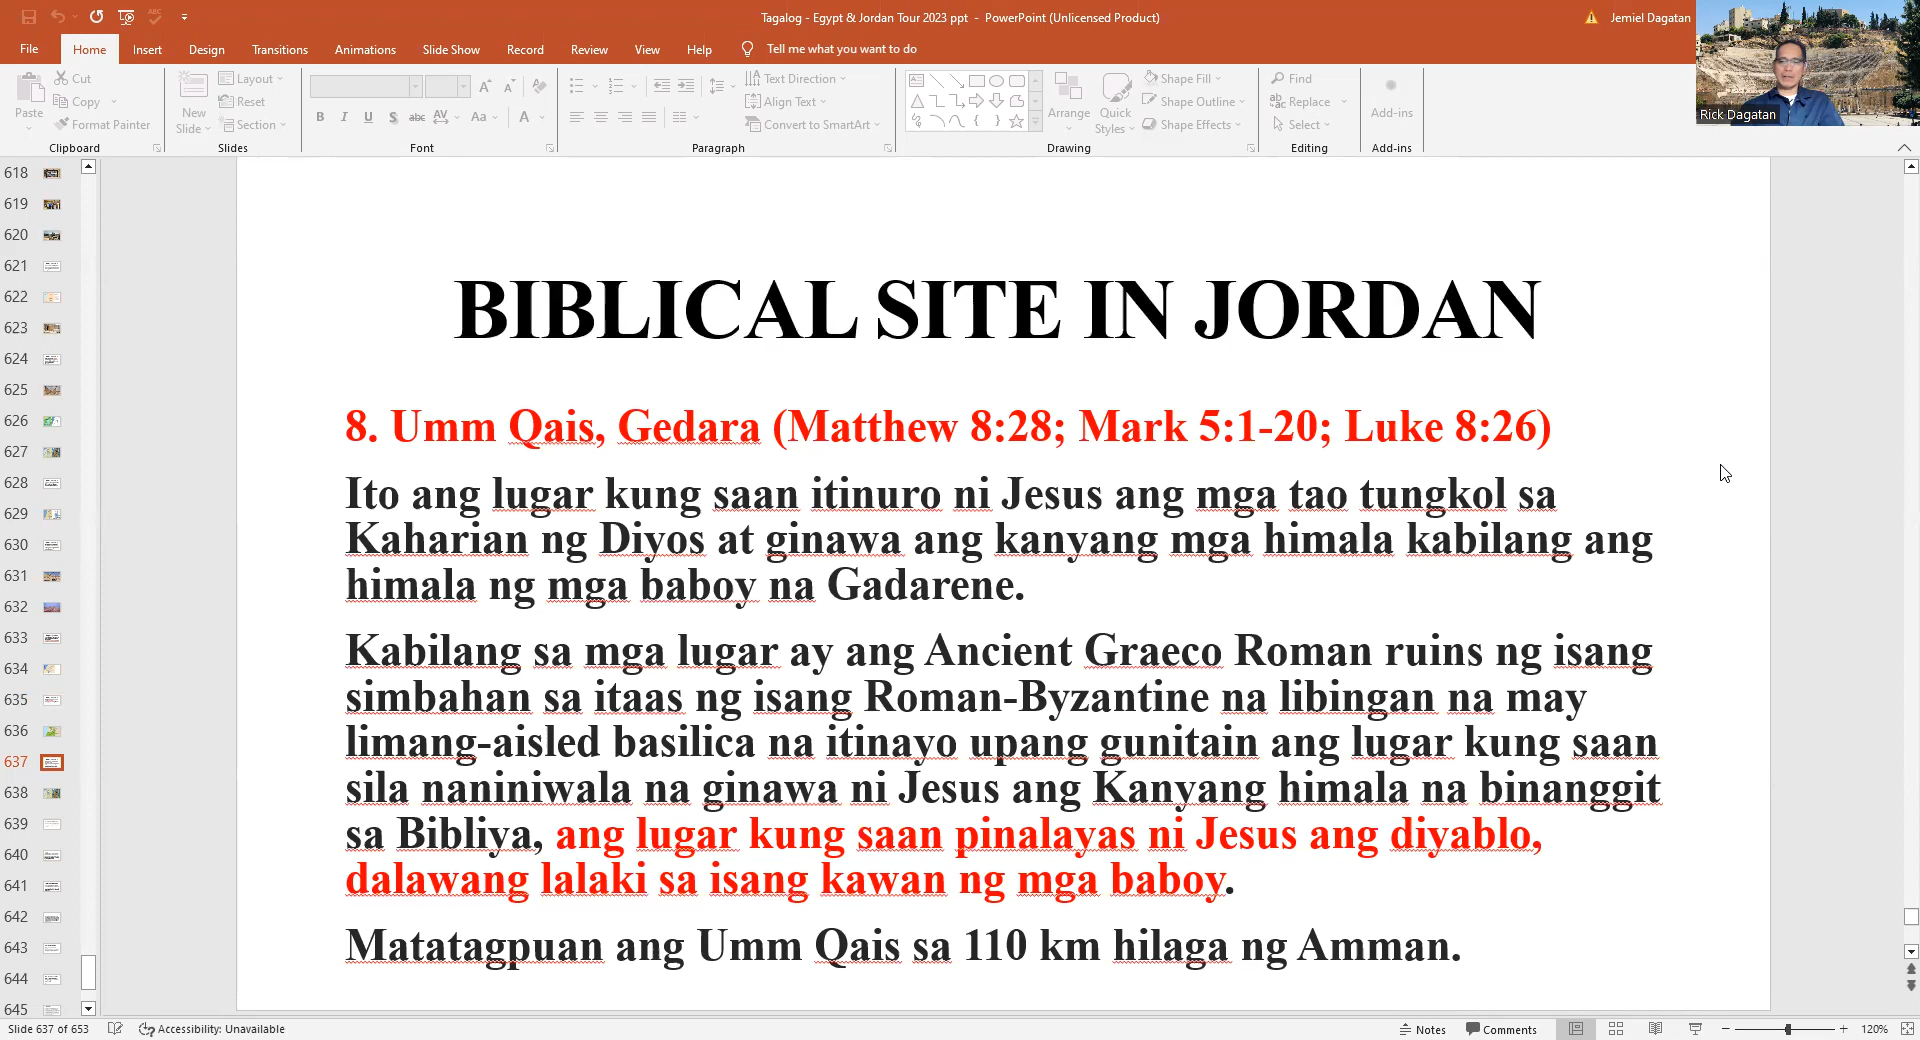 Tagalog - Egypt & Jordan Tour 2023 ppt - PowerPoint (Unlicensed Product)
Jemiel Dagatan
File Home Insert Design Transitions Animations Slide Show Record Review View Help Tell me what you want to do
Paste
Cut
Copy
Format Painter
Clipboard
New Slide
Layout
Reset
Section
Slides
B I U S abc AV Aa A
Font
Text Direction
Align Text
Convert to SmartArt
Paragraph
Arrange
Quick Styles
Shape Fill
Shape Outline
Shape Effects
Drawing
Find
Replace
Select
Editing
Add-ins
Add-ins
Rick Dagatan
618
619
620
621
622
623
624
625
626
627
628
629
630
631
632
633
634
635
636
637
638
639
640
641
642
643
644
645
BIBLICAL SITE IN JORDAN
8. Umm Qais, Gedara (Matthew 8:28; Mark 5:1-20; Luke 8:26)
Ito ang lugar kung saan itinuro ni Jesus ang mga tao tungkol sa
Kaharian ng Diyos at ginawa ang kanyang mga himala kabilang ang
himala ng mga baboy na Gadarene.
Kabilang sa mga lugar ay ang Ancient Graeco Roman ruins ng isang
simbahan sa itaas ng isang Roman-Byzantine na libingan na may
limang-aisled basilica na itinayo upang gunitain ang lugar kung saan
sila naniniwala na ginawa ni Jesus ang Kanyang himala na binanggit
sa Bibliya, ang lugar kung saan pinalayas ni Jesus ang diyablo,
dalawang lalaki sa isang kawan ng mga baboy.
Matatagpuan ang Umm Qais sa 110 km hilaga ng Amman.
Slide 637 of 653 Accessibility: Unavailable Notes Comments 120%